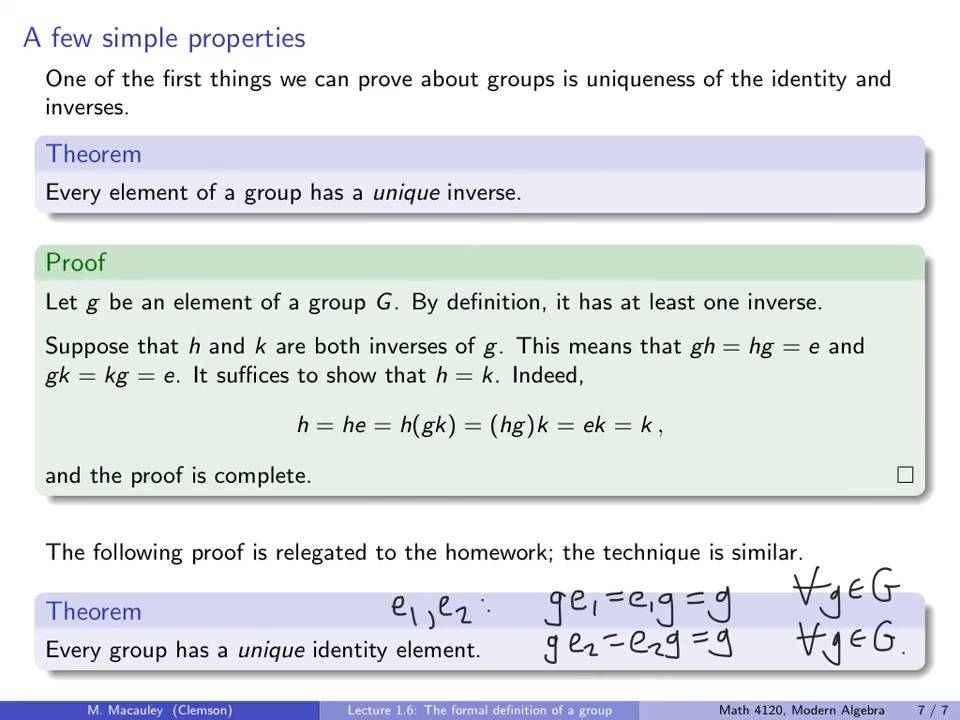 A few simple properties
One of the first things we can prove about groups is uniqueness of the identity and
inverses.
Theorem
Every element of a group has a unique inverse.
Proof
Let g be an element of a group G. By definition, it has at least one inverse.
Suppose that h and k are both inverses of g. This means that gh = hg = e and
gk = kg = e. It suffices to show that h = k. Indeed,
h = he = h(gk) = (hg)k = ek = k ,
and the proof is complete. □
The following proof is relegated to the homework; the technique is similar.
Theorem e₁, e₂ : ge₁ = e₁g = g ∀g ∈ G
Every group has a unique identity element. ge₂ = e₂g = g ∀g ∈ G.
M. Macauley (Clemson) Lecture 1.6: The formal definition of a group Math 4120, Modern Algebra 7 / 7